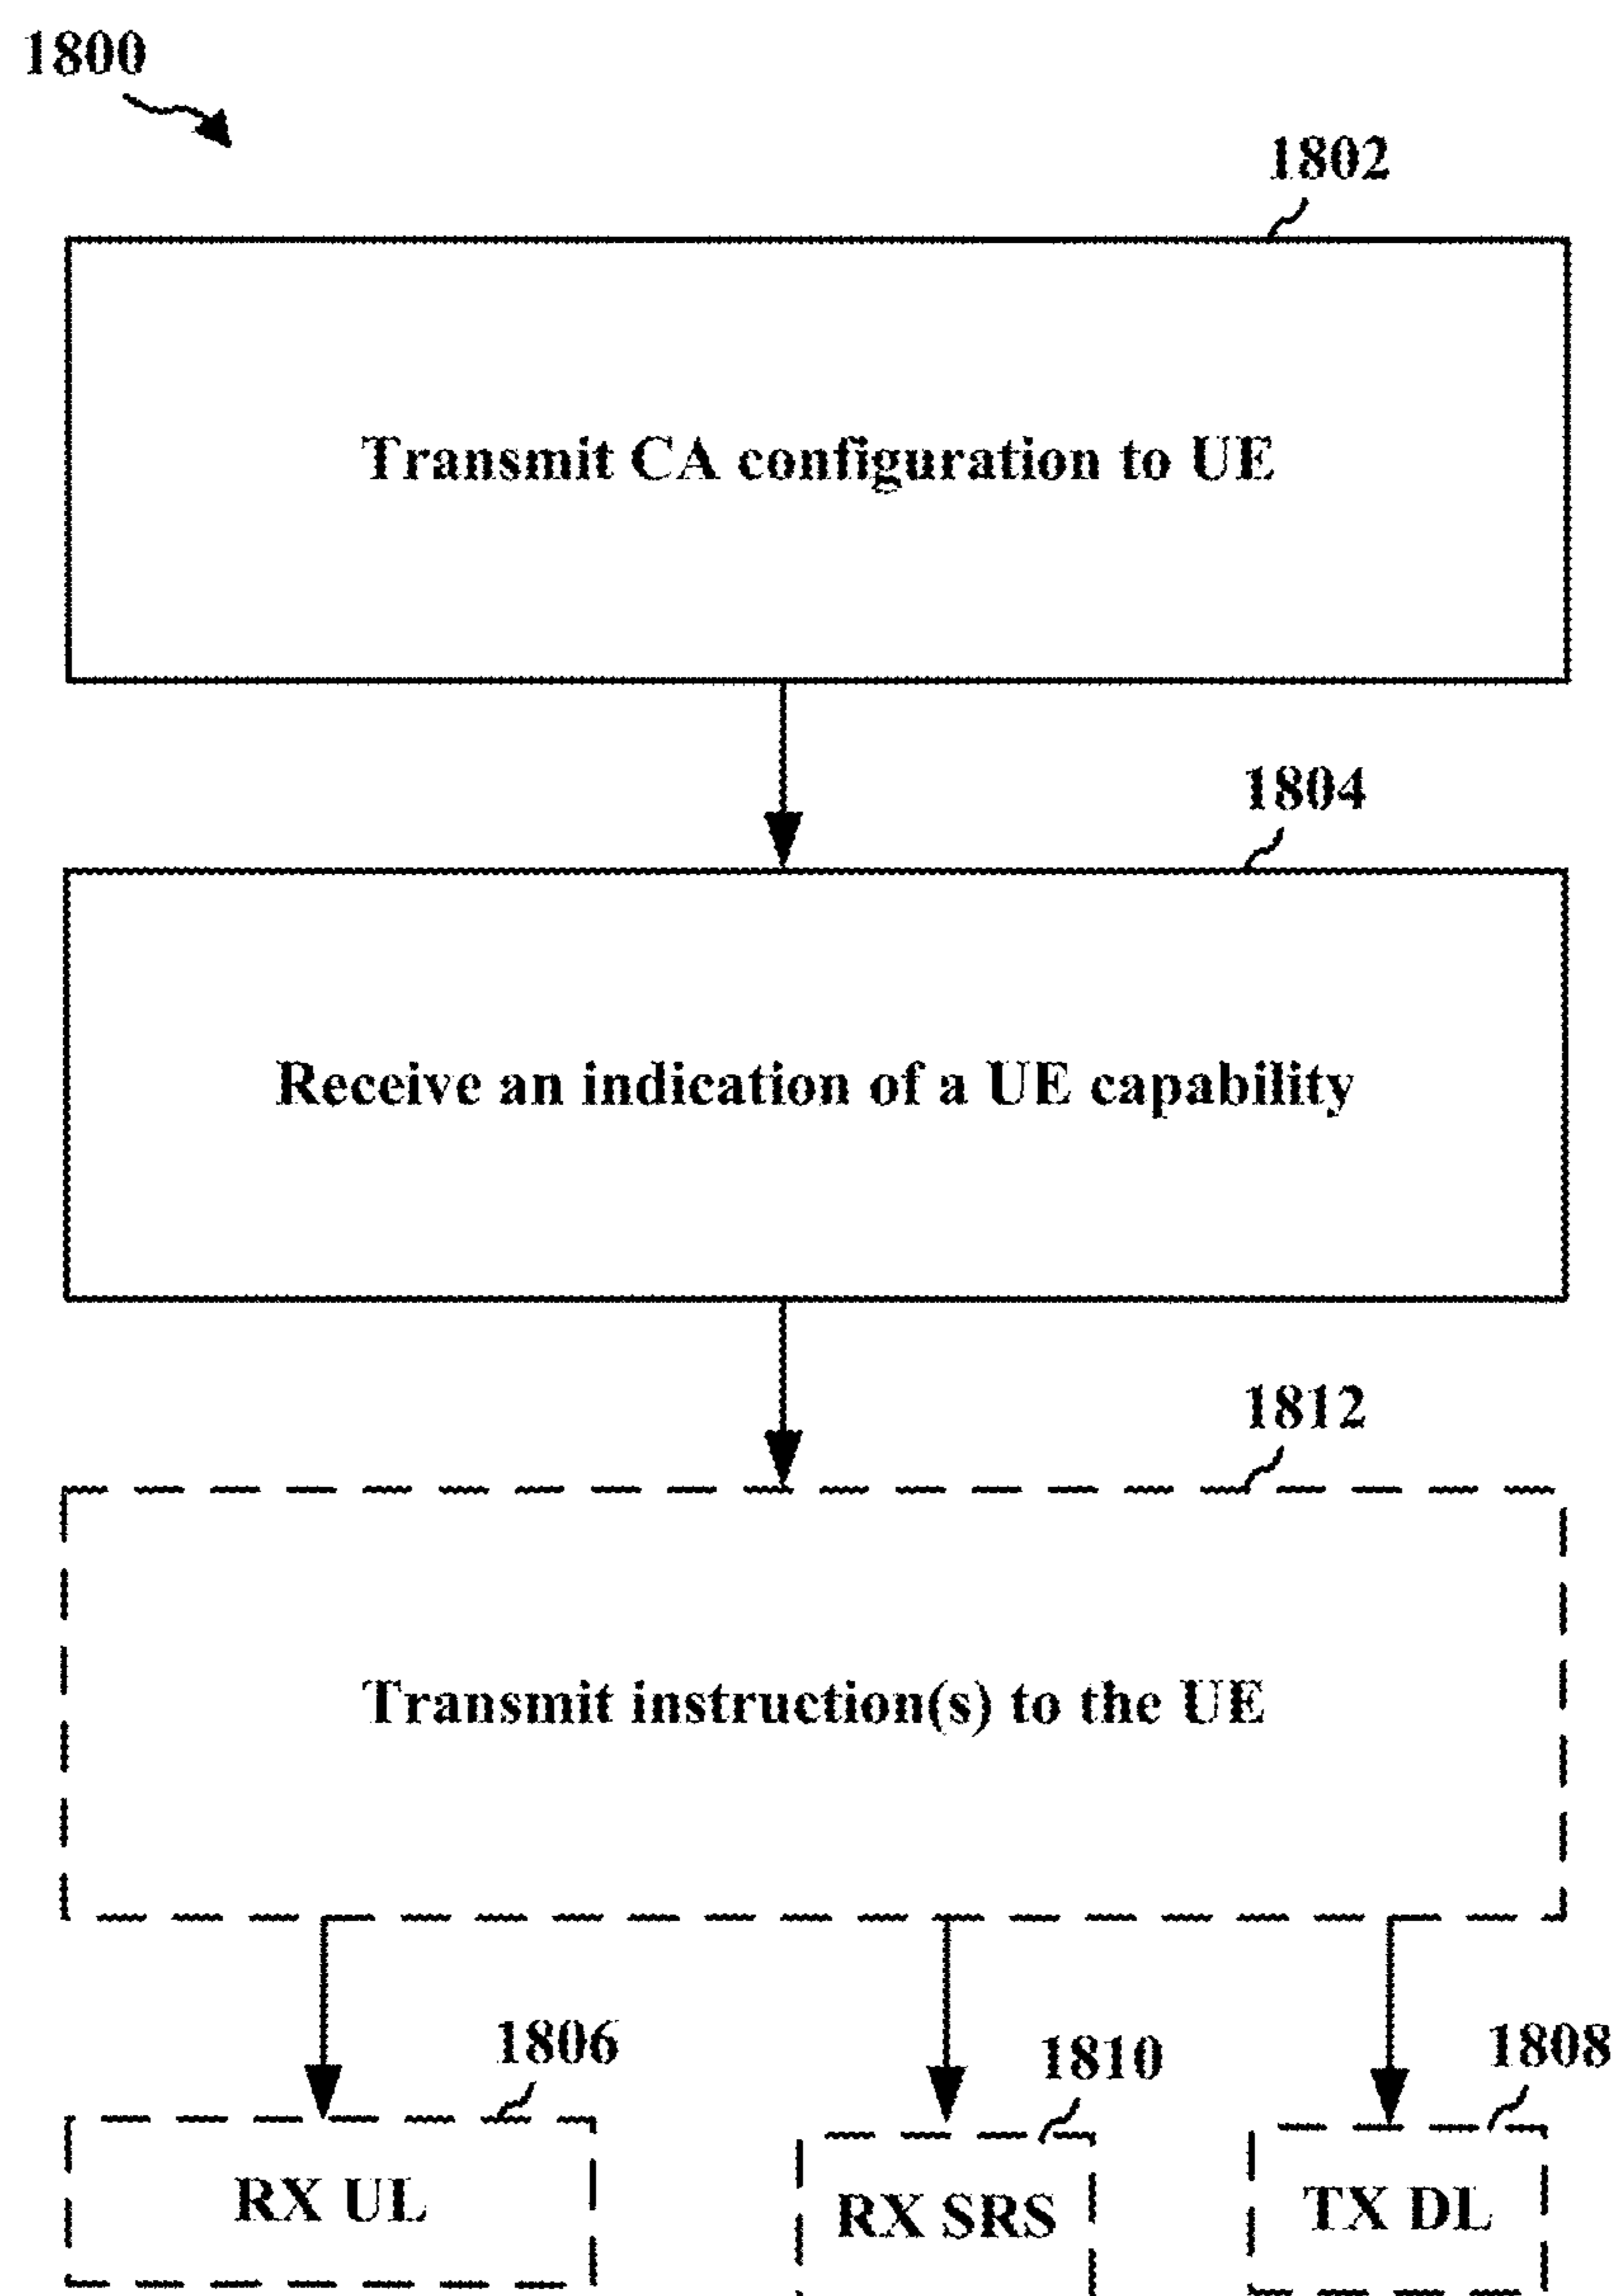 1800
1802
Transmit CA configuration to UE
1804
Receive an indication of a UE capability
1812
Transmit instruction(s) to the UE
1806
1810
1808
RX UL
RX SRS
TX DL